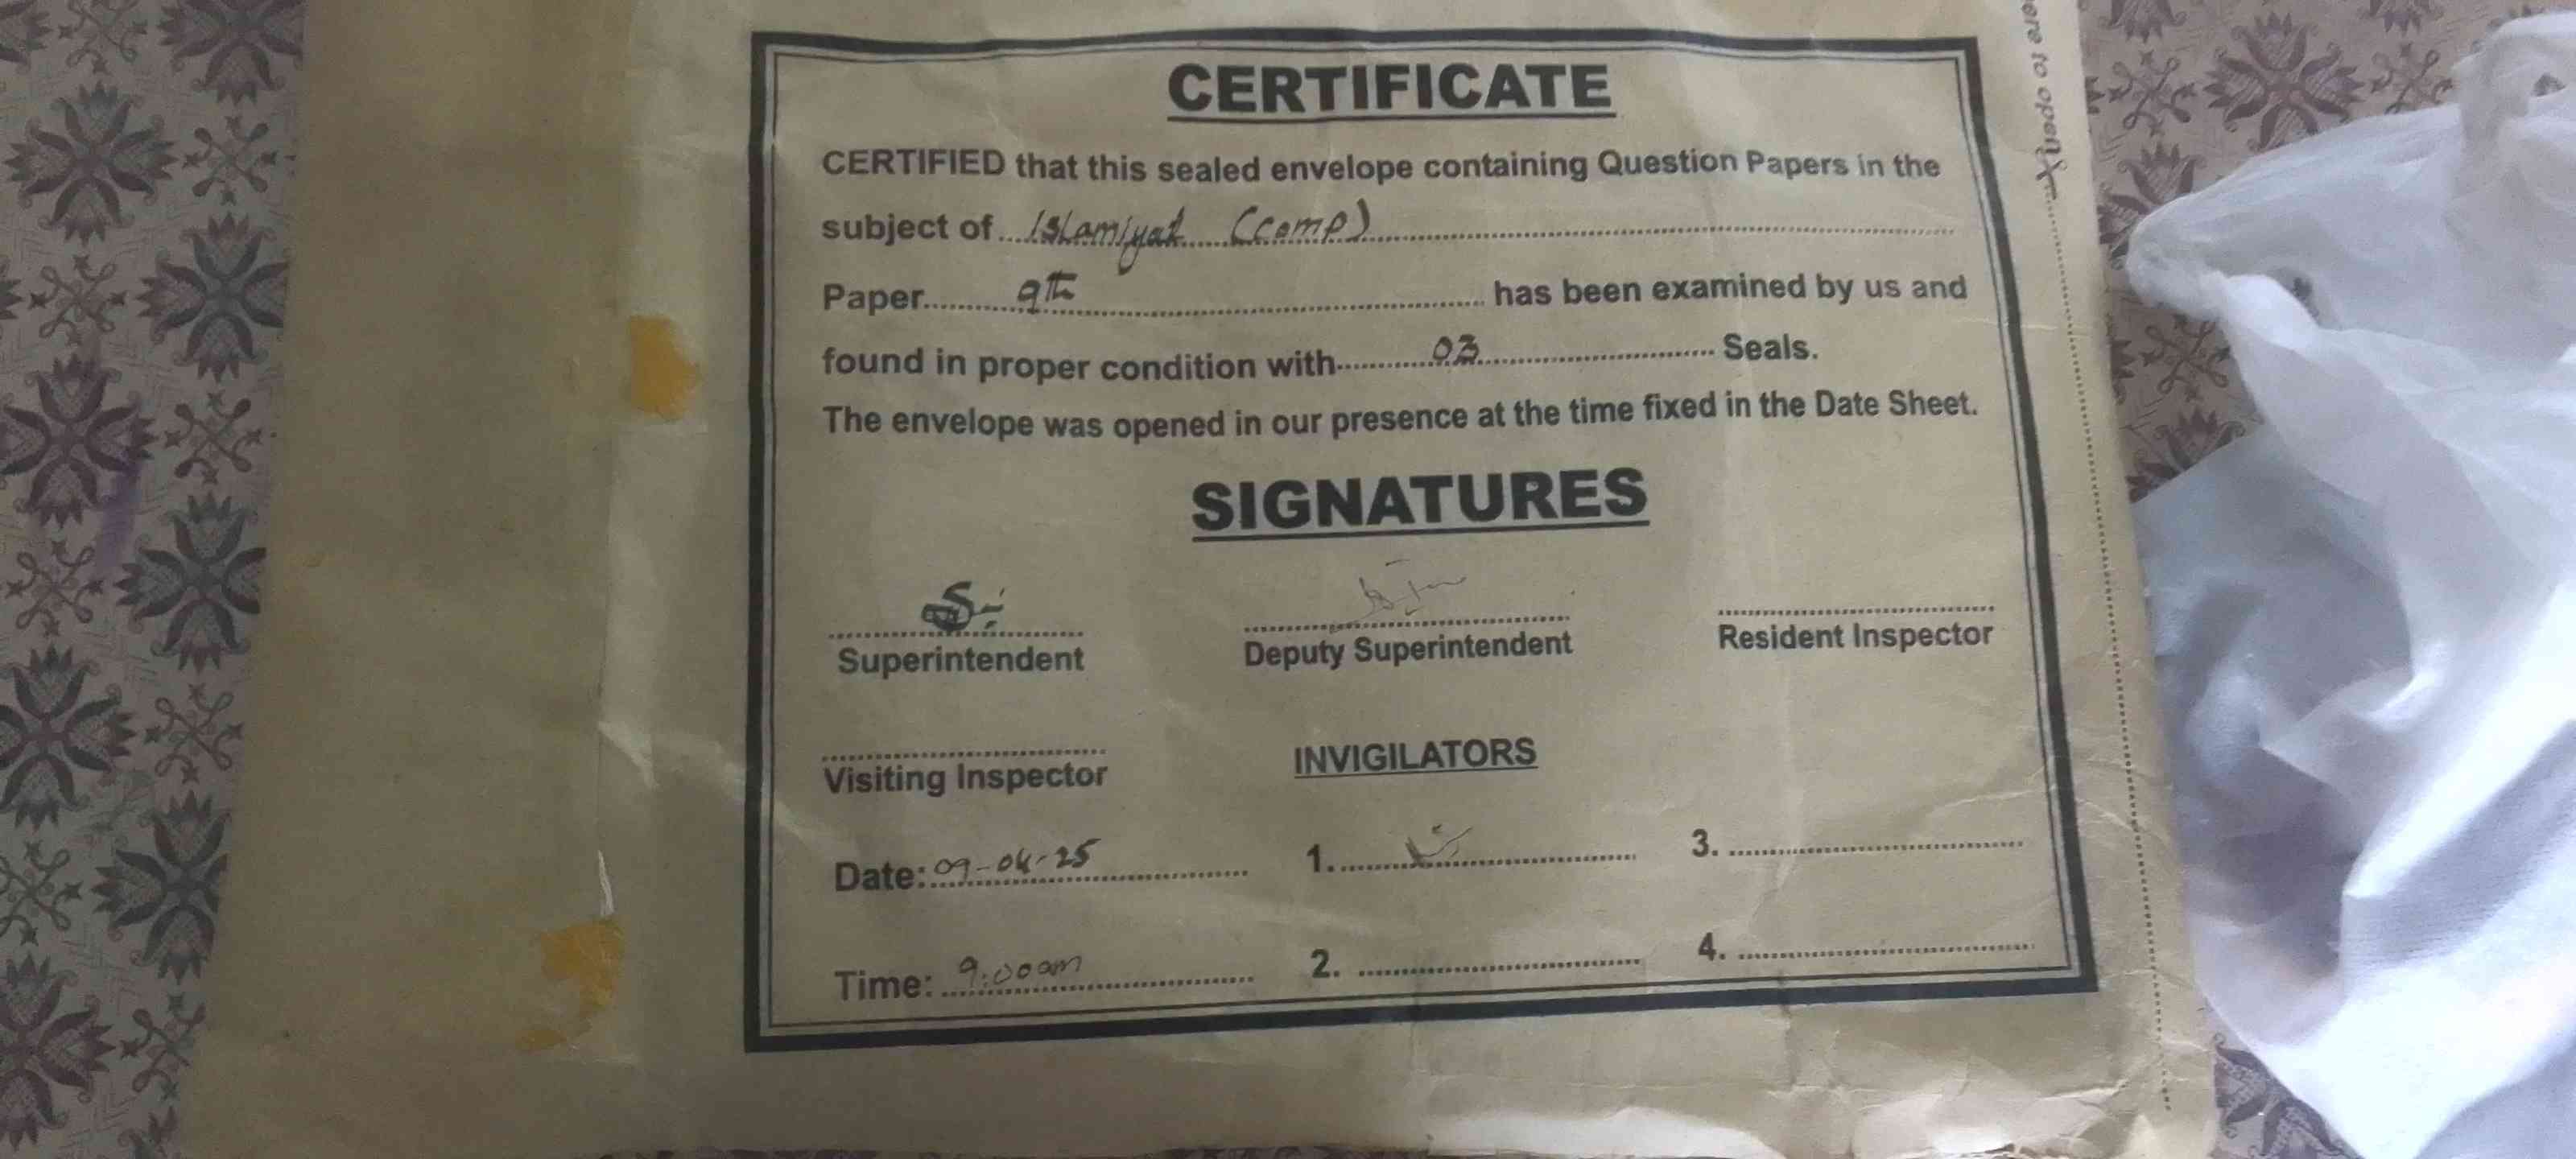 CERTIFICATE
CERTIFIED that this sealed envelope containing Question Papers in the
subject of Islamiyat (comp)
Paper 9th has been examined by us and
found in proper condition with 03 Seals.
The envelope was opened in our presence at the time fixed in the Date Sheet.
SIGNATURES
Superintendent Deputy Superintendent Resident Inspector
Visiting Inspector INVIGILATORS
Date: 09-04-25 1. 3.
Time: 9:00am 2. 4.
to open